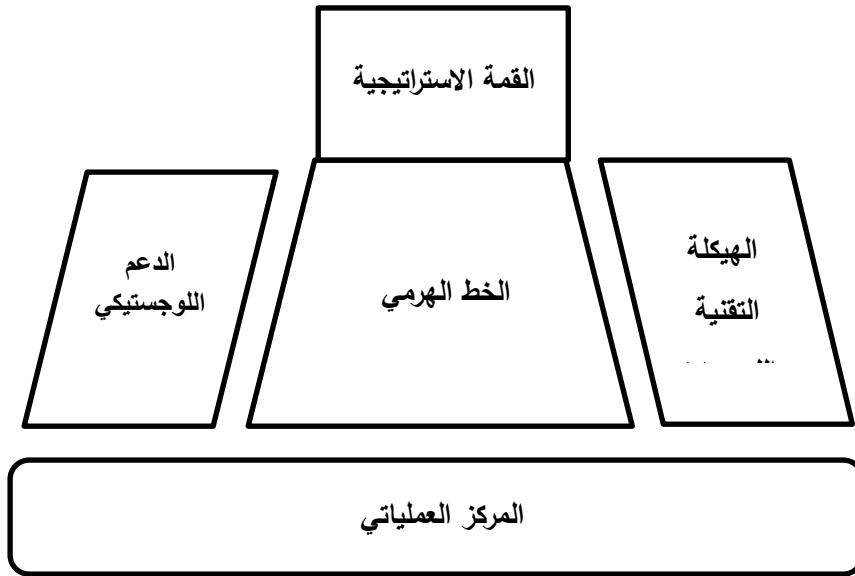 القمة الاستراتيجية
الهيكلة
التقنية
الخط الهرمي
الدعم
اللوجستيكي
المركز العملياتي